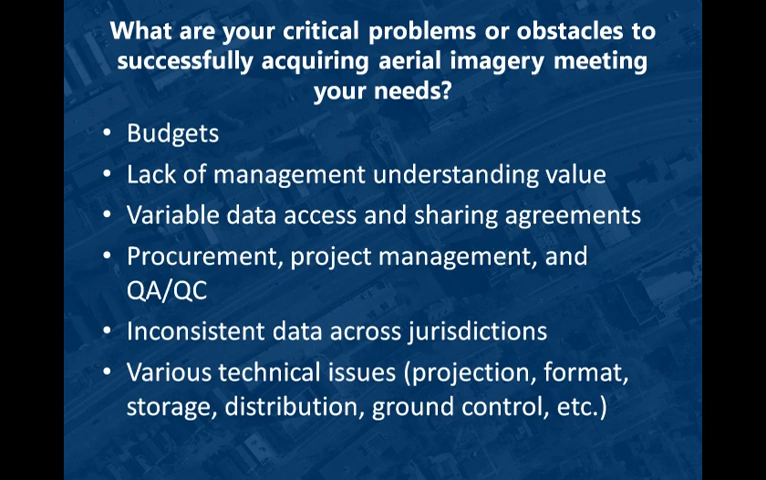 What are your critical problems or obstacles to
successfully acquiring aerial imagery meeting
your needs?
• Budgets
• Lack of management understanding value
• Variable data access and sharing agreements
• Procurement, project management, and
QA/QC
• Inconsistent data across jurisdictions
• Various technical issues (projection, format,
storage, distribution, ground control, etc.)